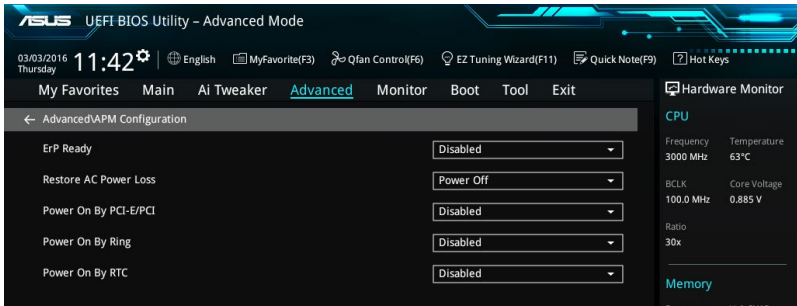 ASUS UEFI BIOS Utility – Advanced Mode
03/03/2016 Thursday 11:42 English MyFavorite(F3) Qfan Control(F6) EZ Tuning Wizard(F11) Quick Note(F9) ? Hot Keys
My Favorites Main Ai Tweaker Advanced Monitor Boot Tool Exit
Hardware Monitor
← Advanced\APM Configuration
ErP Ready Disabled
Restore AC Power Loss Power Off
Power On By PCI-E/PCI Disabled
Power On By Ring Disabled
Power On By RTC Disabled
CPU
Frequency Temperature
3000 MHz 63°C
BCLK Core Voltage
100.0 MHz 0.885 V
Ratio
30x
Memory